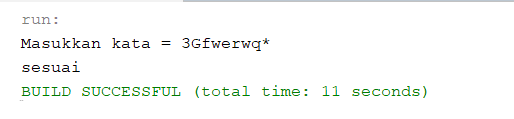 run:
Masukkan kata = 3Gfwerwq*
sesuai
BUILD SUCCESSFUL (total time: 11 seconds)